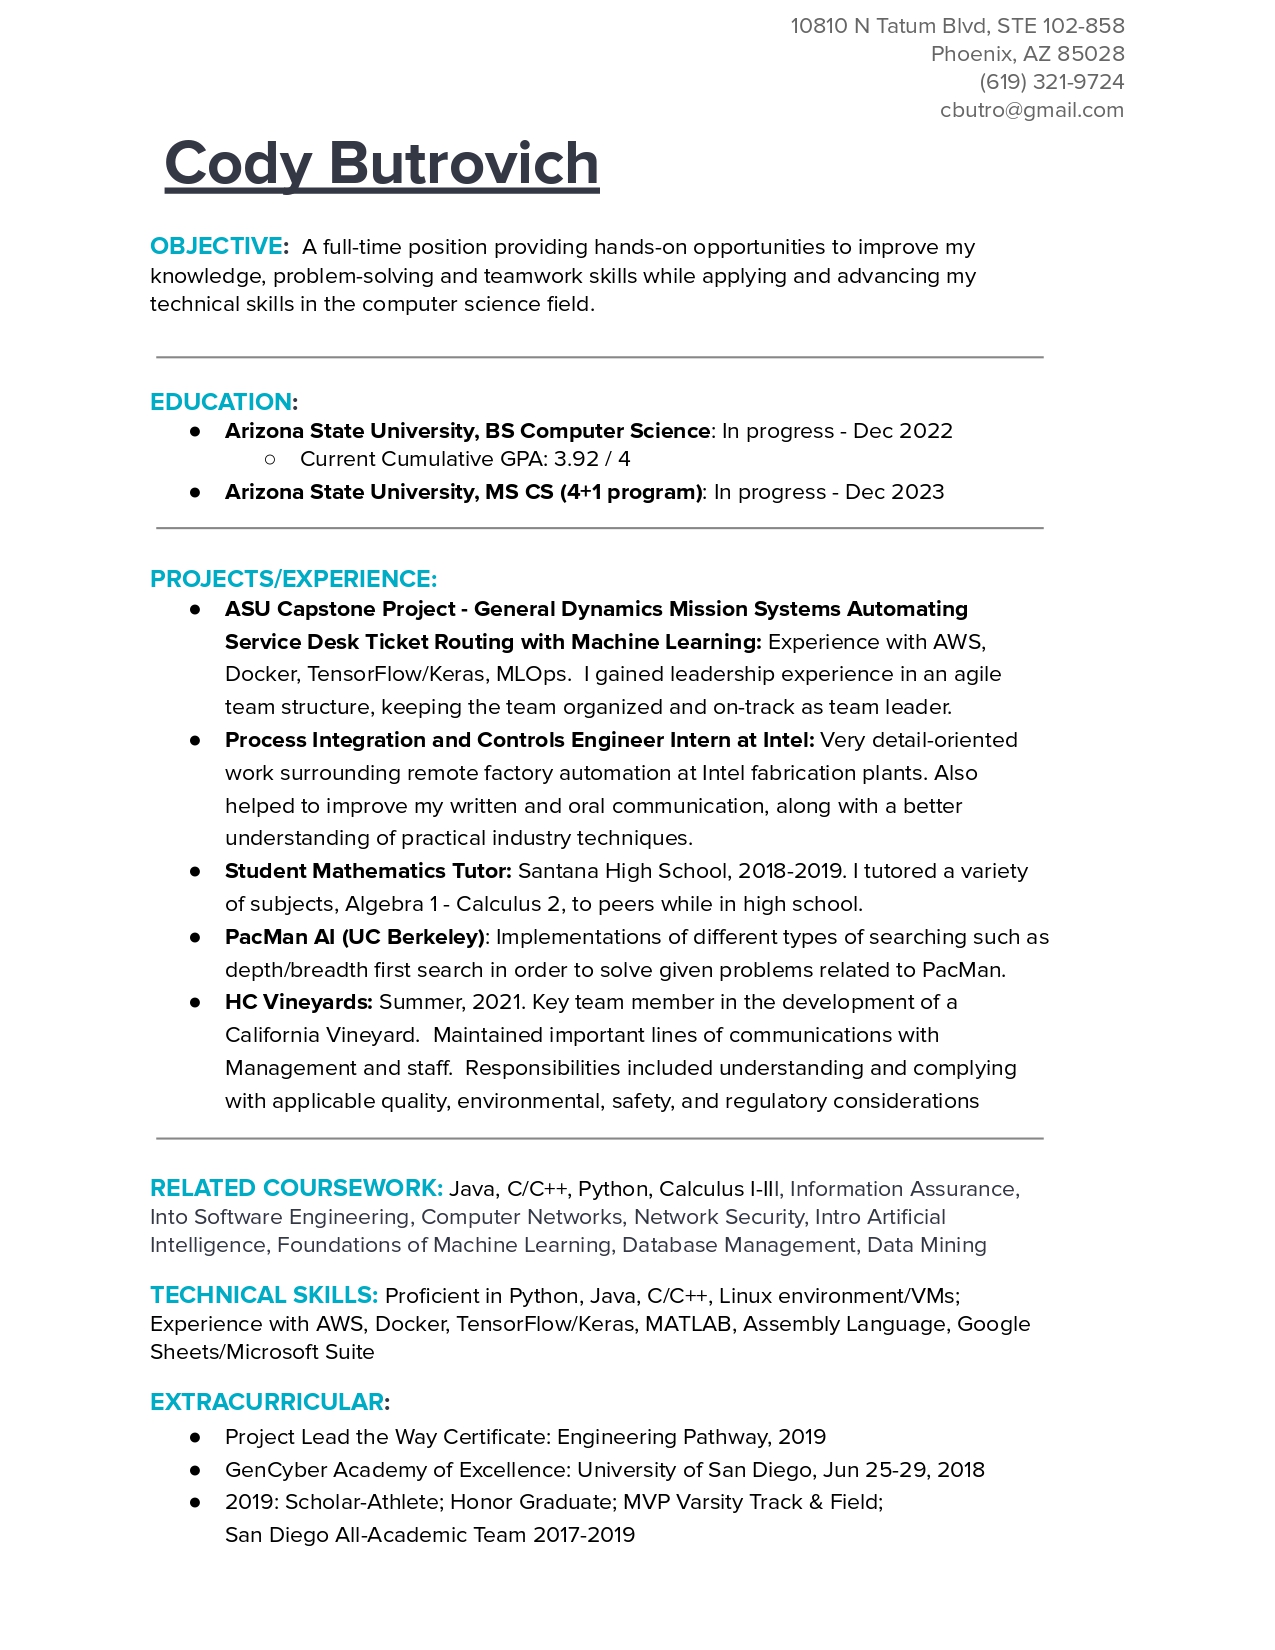 10810 N Tatum Blvd, STE 102-858
Phoenix, AZ 85028
(619) 321-9724
cbutro@gmail.com
Cody Butrovich
OBJECTIVE:  A full-time position providing hands-on opportunities to improve my
knowledge, problem-solving and teamwork skills while applying and advancing my
technical skills in the computer science field.
EDUCATION:
● Arizona State University, BS Computer Science: In progress - Dec 2022
○ Current Cumulative GPA: 3.92 / 4
● Arizona State University, MS CS (4+1 program): In progress - Dec 2023
PROJECTS/EXPERIENCE:
● ASU Capstone Project - General Dynamics Mission Systems Automating
Service Desk Ticket Routing with Machine Learning: Experience with AWS,
Docker, TensorFlow/Keras, MLOps.  I gained leadership experience in an agile
team structure, keeping the team organized and on-track as team leader.
● Process Integration and Controls Engineer Intern at Intel: Very detail-oriented
work surrounding remote factory automation at Intel fabrication plants. Also
helped to improve my written and oral communication, along with a better
understanding of practical industry techniques.
● Student Mathematics Tutor: Santana High School, 2018-2019. I tutored a variety
of subjects, Algebra 1 - Calculus 2, to peers while in high school.
● PacMan AI (UC Berkeley): Implementations of different types of searching such as
depth/breadth first search in order to solve given problems related to PacMan.
● HC Vineyards: Summer, 2021. Key team member in the development of a
California Vineyard.  Maintained important lines of communications with
Management and staff.  Responsibilities included understanding and complying
with applicable quality, environmental, safety, and regulatory considerations
RELATED COURSEWORK: Java, C/C++, Python, Calculus I-III, Information Assurance,
Into Software Engineering, Computer Networks, Network Security, Intro Artificial
Intelligence, Foundations of Machine Learning, Database Management, Data Mining
TECHNICAL SKILLS: Proficient in Python, Java, C/C++, Linux environment/VMs;
Experience with AWS, Docker, TensorFlow/Keras, MATLAB, Assembly Language, Google
Sheets/Microsoft Suite
EXTRACURRICULAR:
● Project Lead the Way Certificate: Engineering Pathway, 2019
● GenCyber Academy of Excellence: University of San Diego, Jun 25-29, 2018
● 2019: Scholar-Athlete; Honor Graduate; MVP Varsity Track & Field;
San Diego All-Academic Team 2017-2019